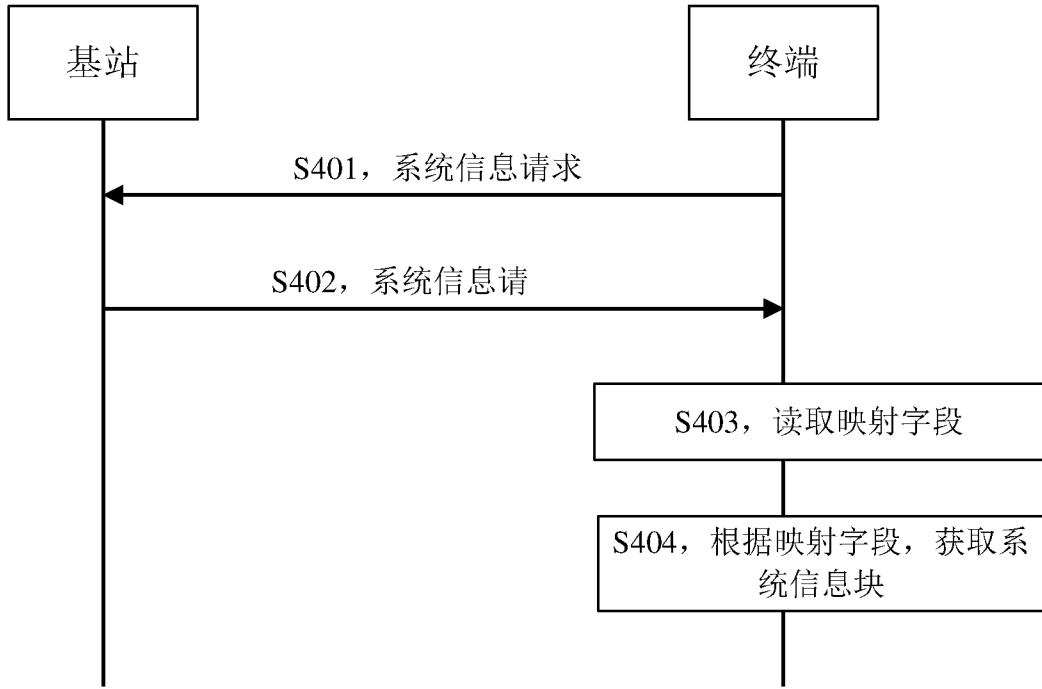 基站
终端
S401，系统信息请求
S402，系统信息请
S403，读取映射字段
S404，根据映射字段，获取系
统信息块